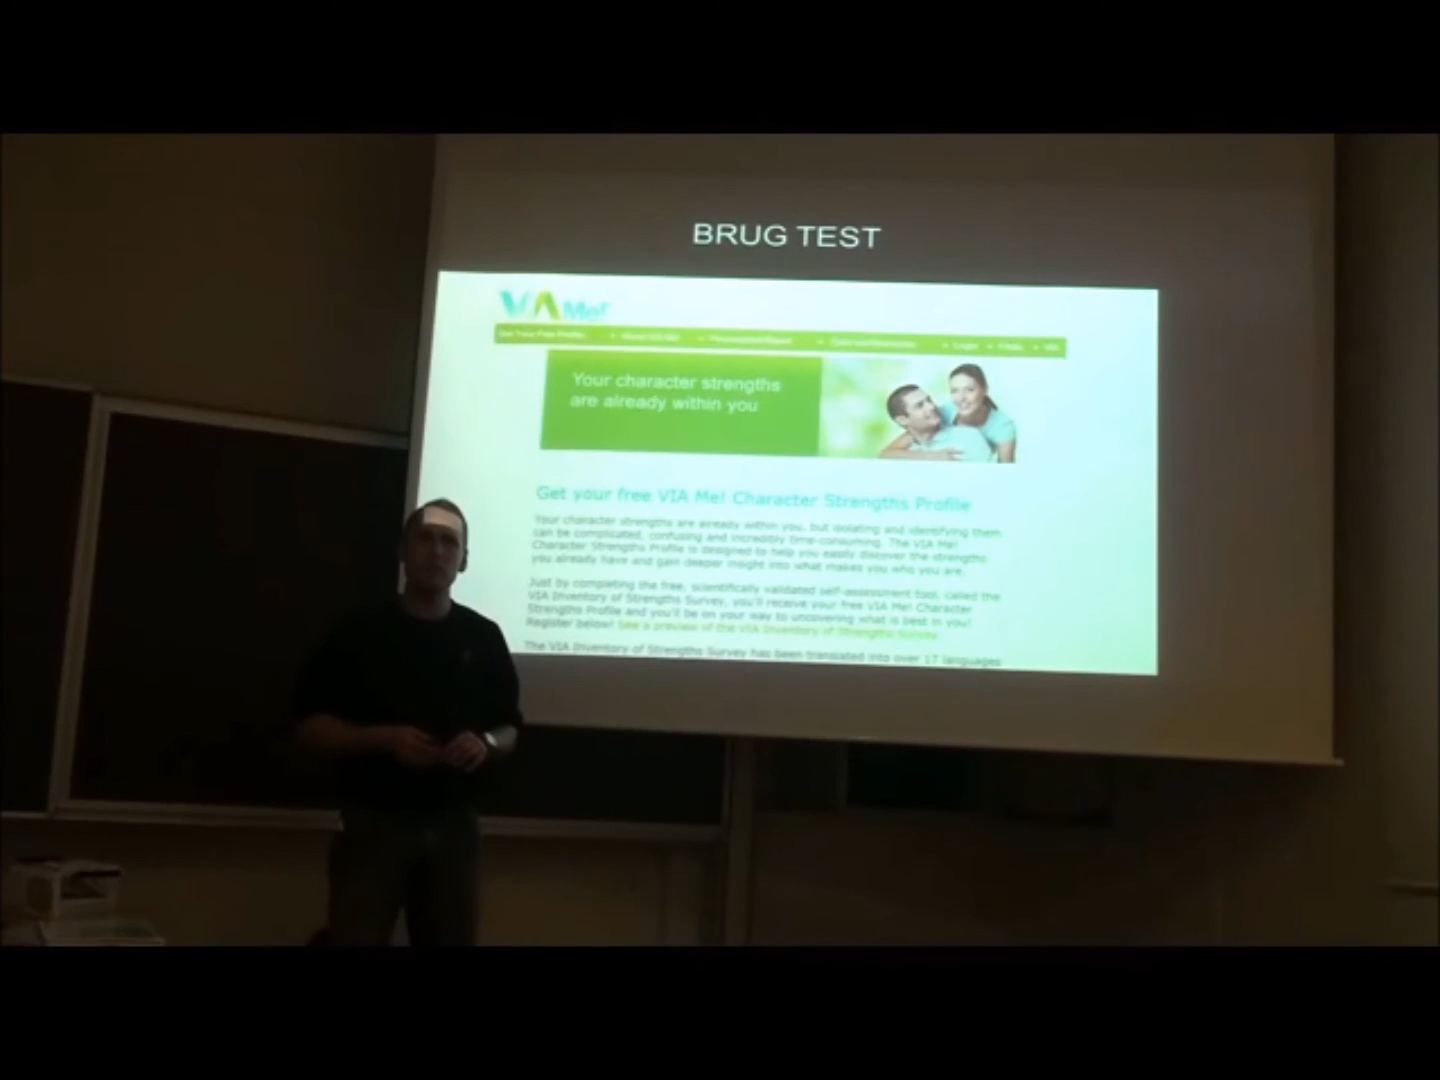 BRUG TEST
VIA Me!
Login FAQs VIA
Your character strengths
are already within you
Get your free VIA Me! Character Strengths Profile
Your character strengths are already within you, but isolating and identifying them
can be complicated, confusing and incredibly time-consuming. The VIA Me!
Character Strengths Profile is designed to help you easily discover the strengths
you already have and gain deeper insight into what makes you who you are.
Just by completing the free, scientifically validated self-assessment tool, called the
VIA Inventory of Strengths Survey, you'll receive your free VIA Me! Character
Strengths Profile and you'll be on your way to uncovering what is best in you!
Register below! See a preview of the VIA Inventory of Strengths Survey
The VIA Inventory of Strengths Survey has been translated into over 17 languages